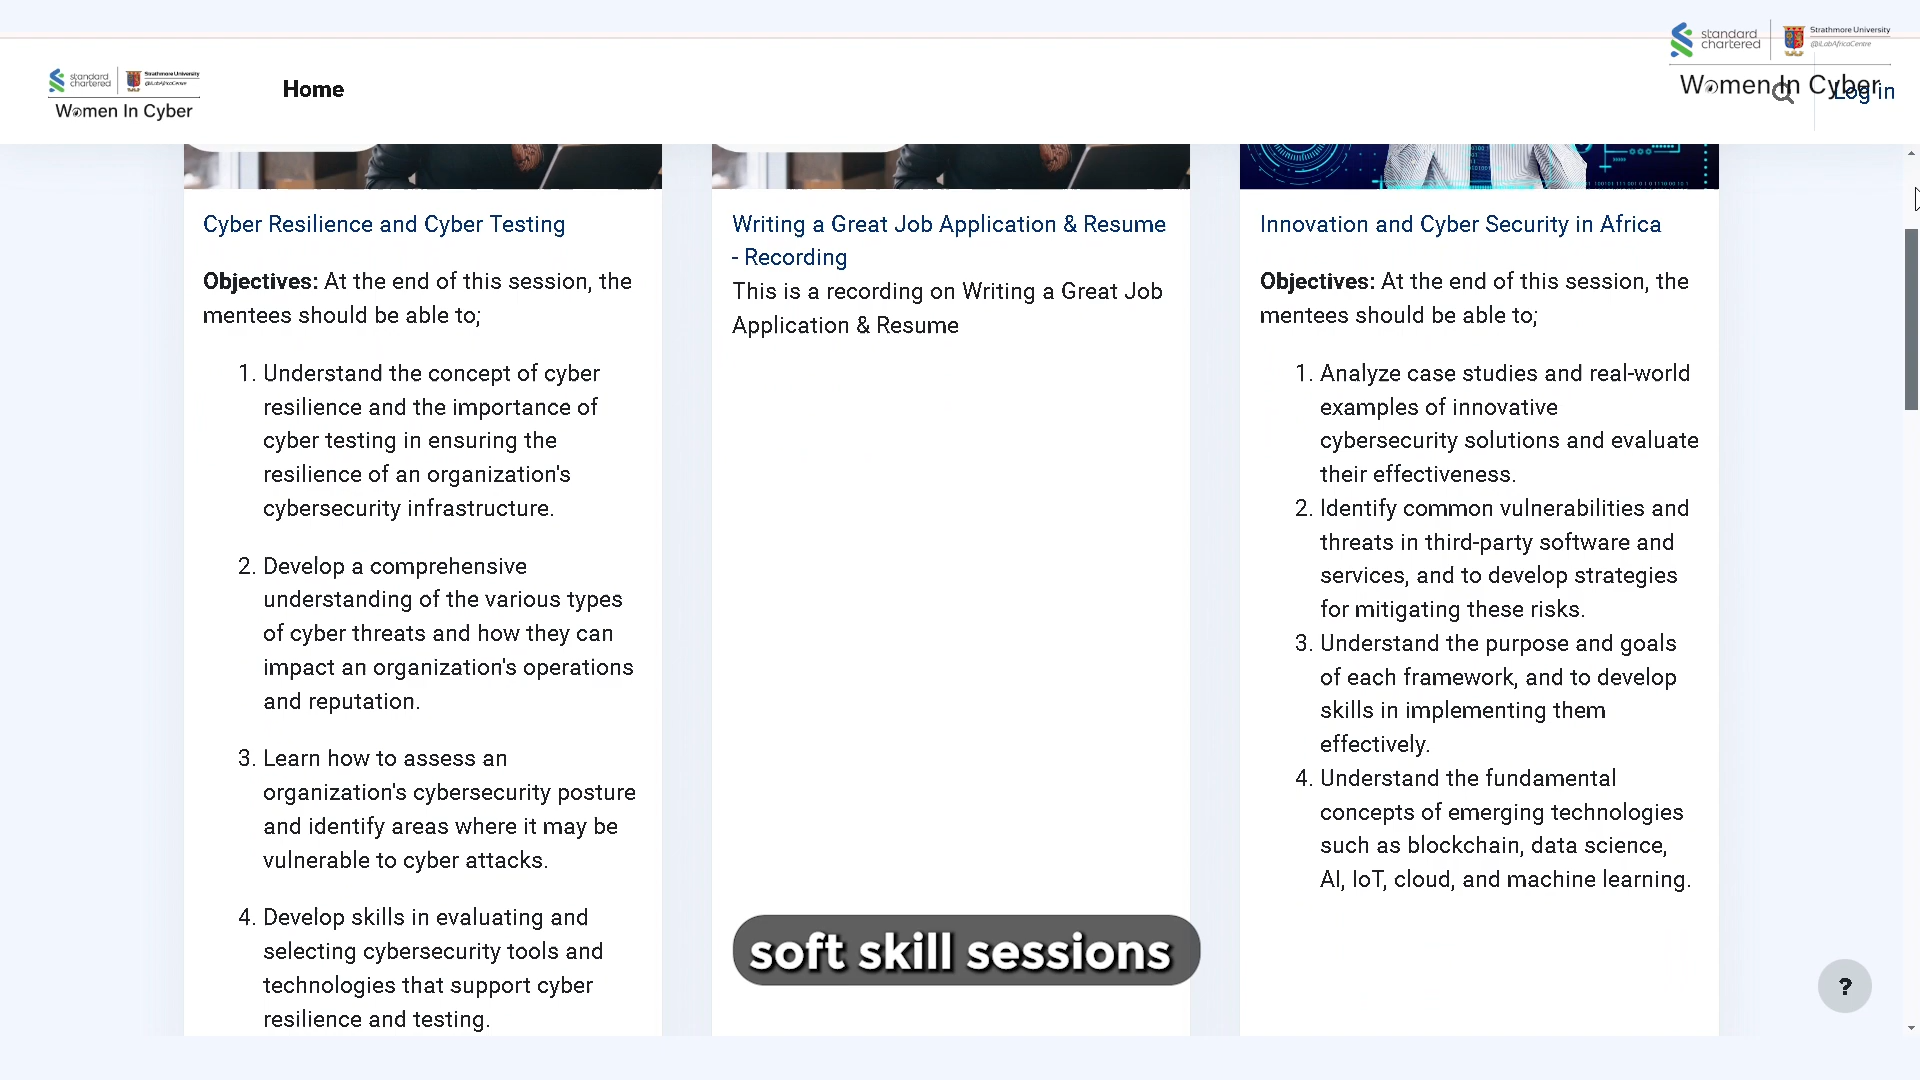 standard
chartered
Strathmore University
@iLabAfricaCentre
Women In Cyber
standard
chartered
Strathmore University
@iLabAfricaCentre
Women In Cyber
Home
Log in
Cyber Resilience and Cyber Testing
Objectives: At the end of this session, the
mentees should be able to;
1. Understand the concept of cyber
resilience and the importance of
cyber testing in ensuring the
resilience of an organization's
cybersecurity infrastructure.
2. Develop a comprehensive
understanding of the various types
of cyber threats and how they can
impact an organization's operations
and reputation.
3. Learn how to assess an
organization's cybersecurity posture
and identify areas where it may be
vulnerable to cyber attacks.
4. Develop skills in evaluating and
selecting cybersecurity tools and
technologies that support cyber
resilience and testing.
Writing a Great Job Application & Resume
- Recording
This is a recording on Writing a Great Job
Application & Resume
Innovation and Cyber Security in Africa
Objectives: At the end of this session, the
mentees should be able to;
1. Analyze case studies and real-world
examples of innovative
cybersecurity solutions and evaluate
their effectiveness.
2. Identify common vulnerabilities and
threats in third-party software and
services, and to develop strategies
for mitigating these risks.
3. Understand the purpose and goals
of each framework, and to develop
skills in implementing them
effectively.
4. Understand the fundamental
concepts of emerging technologies
such as blockchain, data science,
AI, IoT, cloud, and machine learning.
soft skill sessions
?